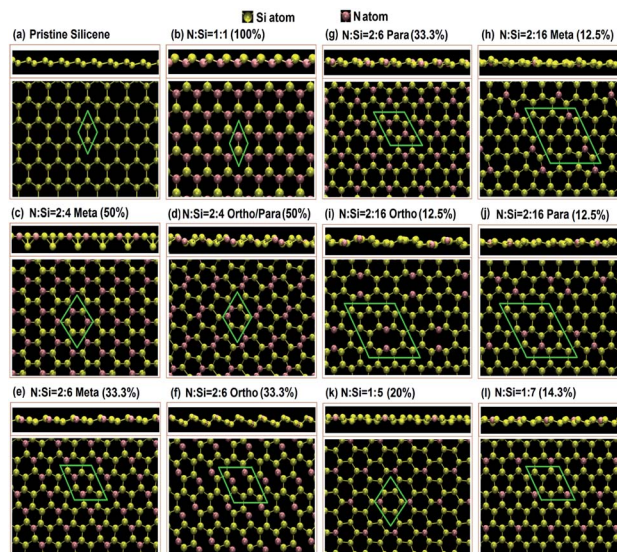 Si atom
N atom
(a) Pristine Silicene
(b) N:Si=1:1 (100%)
(g) N:Si=2:6 Para (33.3%)
(h) N:Si=2:16 Meta (12.5%)
(c) N:Si=2:4 Meta (50%)
(d) N:Si=2:4 Ortho/Para (50%)
(i) N:Si=2:16 Ortho (12.5%)
(j) N:Si=2:16 Para (12.5%)
(e) N:Si=2:6 Meta (33.3%)
(f) N:Si=2:6 Ortho (33.3%)
(k) N:Si=1:5 (20%)
(l) N:Si=1:7 (14.3%)